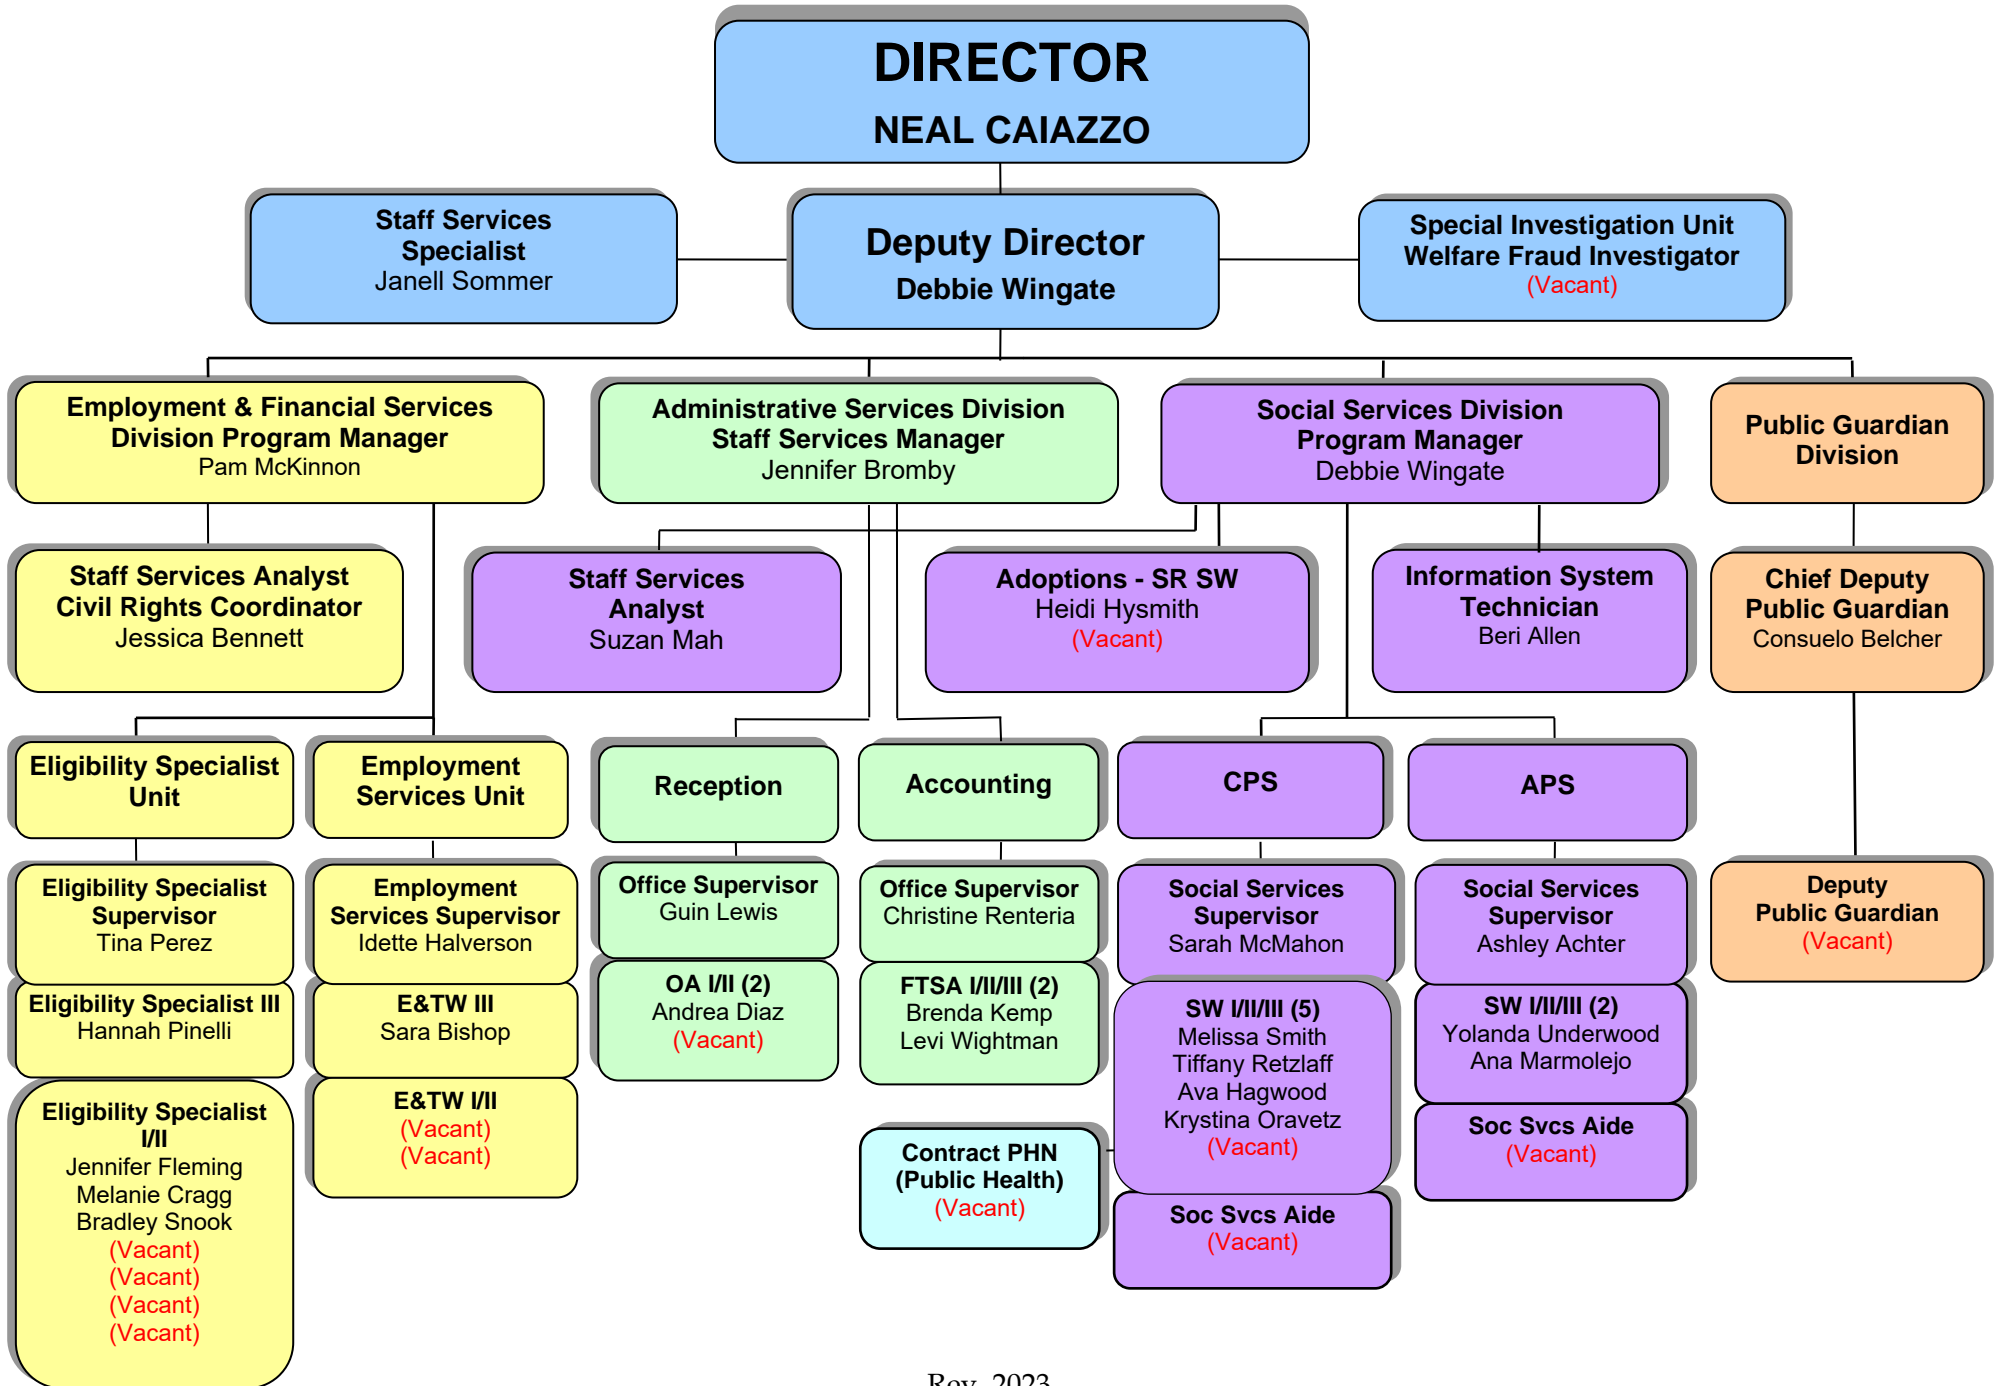 DIRECTOR
NEAL CAIAZZO
Staff Services
Specialist
Janell Sommer
Deputy Director
Debbie Wingate
Special Investigation Unit
Welfare Fraud Investigator
(Vacant)
Employment & Financial Services
Division Program Manager
Pam McKinnon
Administrative Services Division
Staff Services Manager
Jennifer Bromby
Social Services Division
Program Manager
Debbie Wingate
Public Guardian
Division
Staff Services Analyst
Civil Rights Coordinator
Jessica Bennett
Staff Services
Analyst
Suzan Mah
Adoptions - SR SW
Heidi Hysmith
(Vacant)
Information System
Technician
Beri Allen
Chief Deputy
Public Guardian
Consuelo Belcher
Eligibility Specialist
Unit
Employment
Services Unit
Reception
Accounting
CPS
APS
Eligibility Specialist
Supervisor
Tina Perez
Employment
Services Supervisor
Idette Halverson
Office Supervisor
Guin Lewis
Office Supervisor
Christine Renteria
Social Services
Supervisor
Sarah McMahon
Social Services
Supervisor
Ashley Achter
Deputy
Public Guardian
(Vacant)
Eligibility Specialist III
Hannah Pinelli
E&TW III
Sara Bishop
OA I/II (2)
Andrea Diaz
(Vacant)
FTSA I/II/III (2)
Brenda Kemp
Levi Wightman
SW I/II/III (5)
Melissa Smith
Tiffany Retzlaff
Ava Hagwood
Krystina Oravetz
(Vacant)
SW I/II/III (2)
Yolanda Underwood
Ana Marmolejo
Eligibility Specialist
I/II
Jennifer Fleming
Melanie Cragg
Bradley Snook
(Vacant)
(Vacant)
(Vacant)
(Vacant)
E&TW I/II
(Vacant)
(Vacant)
Contract PHN
(Public Health)
(Vacant)
Soc Svcs Aide
(Vacant)
Soc Svcs Aide
(Vacant)
Rev. 2023